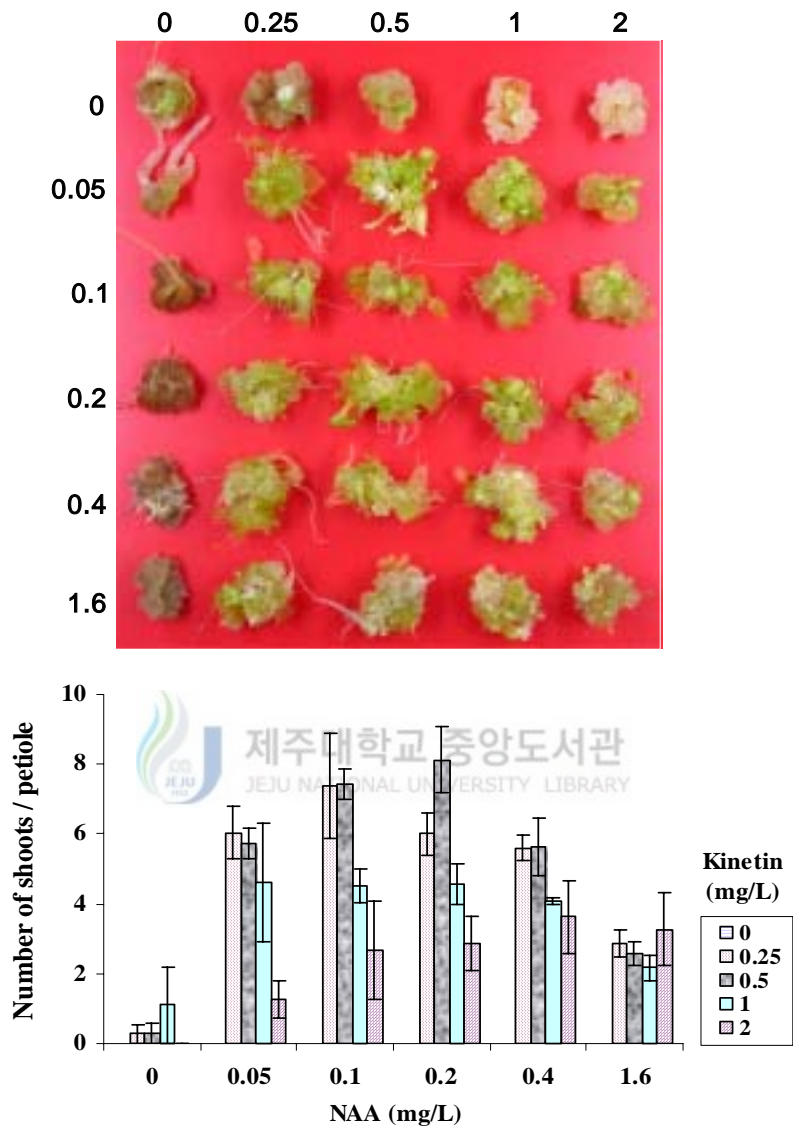 0 0.25 0.5 1 2
0
0.05
0.1
0.2
0.4
1.6
10
8
6
4
2
0
Number of shoots / petiole
제주대학교 중앙도서관
JEJU NATIONAL UNIVERSITY LIBRARY
JEJU
1952
0 0.05 0.1 0.2 0.4 1.6
NAA (mg/L)
Kinetin
(mg/L)
0
0.25
0.5
1
2